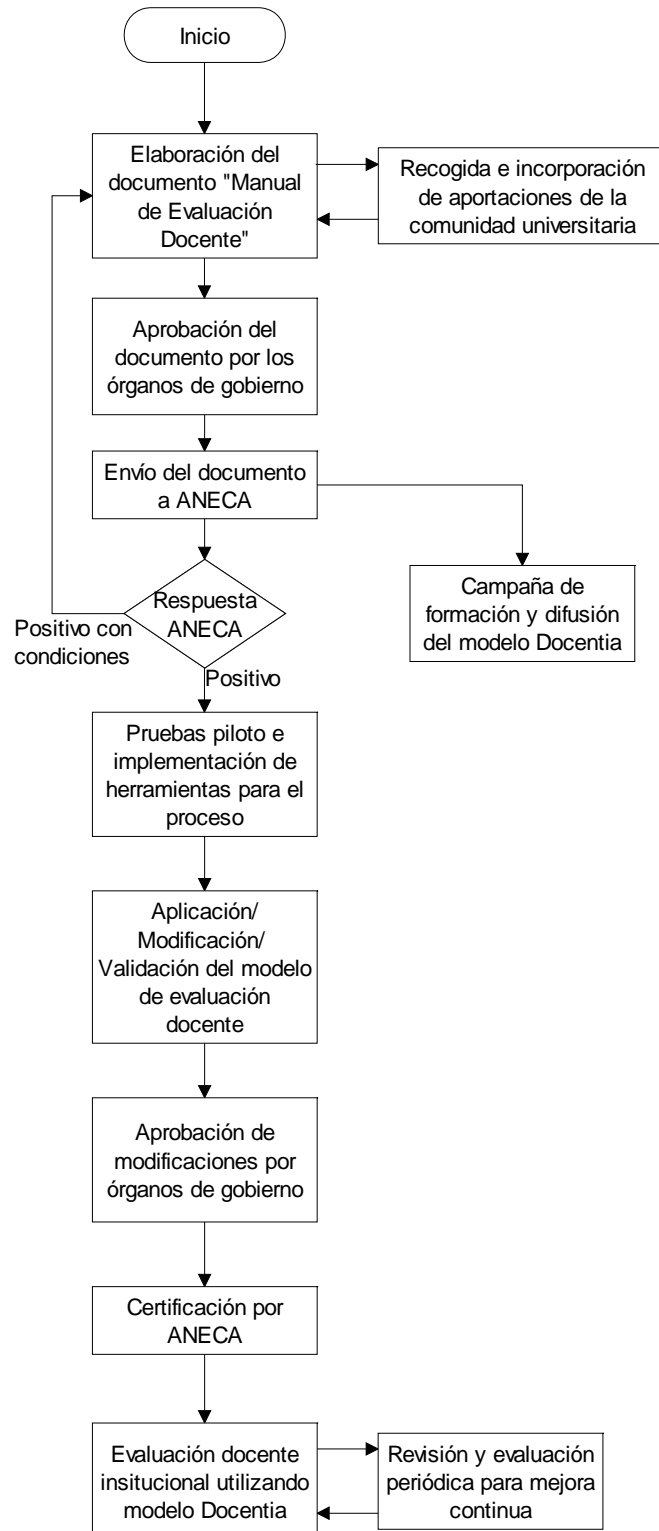 Inicio
Elaboración del
documento "Manual
de Evaluación
Docente"
Recogida e incorporación
de aportaciones de la
comunidad universitaria
Aprobación del
documento por los
órganos de gobierno
Envío del documento
a ANECA
Campaña de
formación y difusión
del modelo Docentia
Respuesta
ANECA
Positivo con
condiciones
Positivo
Pruebas piloto e
implementación de
herramientas para el
proceso
Aplicación/
Modificación/
Validación del modelo
de evaluación
docente
Aprobación de
modificaciones por
órganos de gobierno
Certificación por
ANECA
Evaluación docente
insitucional utilizando
modelo Docentia
Revisión y evaluación
periódica para mejora
continua